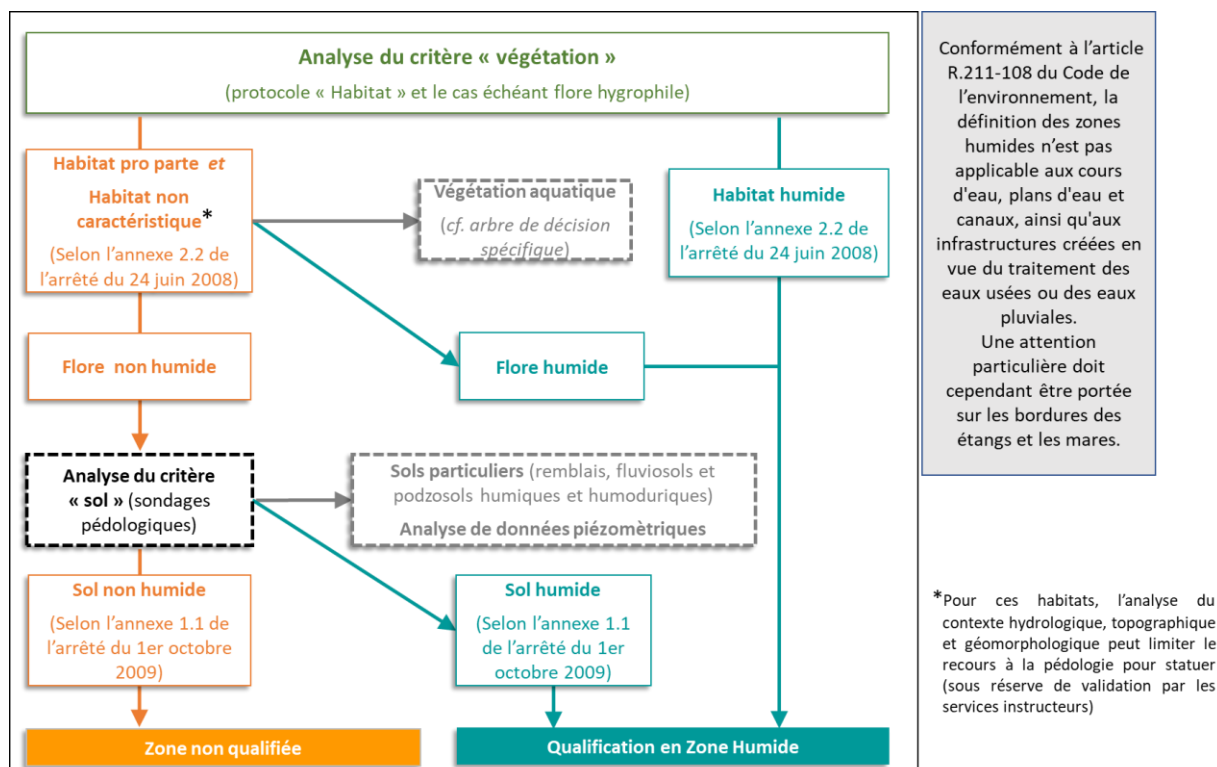 Analyse du critère « végétation »
(protocole « Habitat » et le cas échéant flore hygrophile)
Habitat pro parte et
Habitat non
caractéristique*
(Selon l'annexe 2.2 de
l'arrêté du 24 juin 2008)
Végétation aquatique
(cf. arbre de décision
spécifique)
Habitat humide
(Selon l'annexe 2.2 de
l'arrêté du 24 juin 2008)
Flore non humide
Flore humide
Analyse du critère
« sol » (sondages
pédologiques)
Sols particuliers (remblais, fluviosols et
podzosols humiques et humoduriques)
Analyse de données piézomètriques
Sol non humide
(Selon l'annexe 1.1 de
l'arrêté du 1er octobre
2009)
Sol humide
(Selon l'annexe 1.1
de l'arrêté du 1er
octobre 2009)
Zone non qualifiée
Qualification en Zone Humide
Conformément à l'article
R.211-108 du Code de
l'environnement, la
définition des zones
humides n'est pas
applicable aux cours
d'eau, plans d'eau et
canaux, ainsi qu'aux
infrastructures créées en
vue du traitement des
eaux usées ou des eaux
pluviales.
Une attention
particulière doit
cependant être portée
sur les bordures des
étangs et les mares.
*Pour ces habitats, l'analyse du
contexte hydrologique, topographique
et géomorphologique peut limiter le
recours à la pédologie pour statuer
(sous réserve de validation par les
services instructeurs)